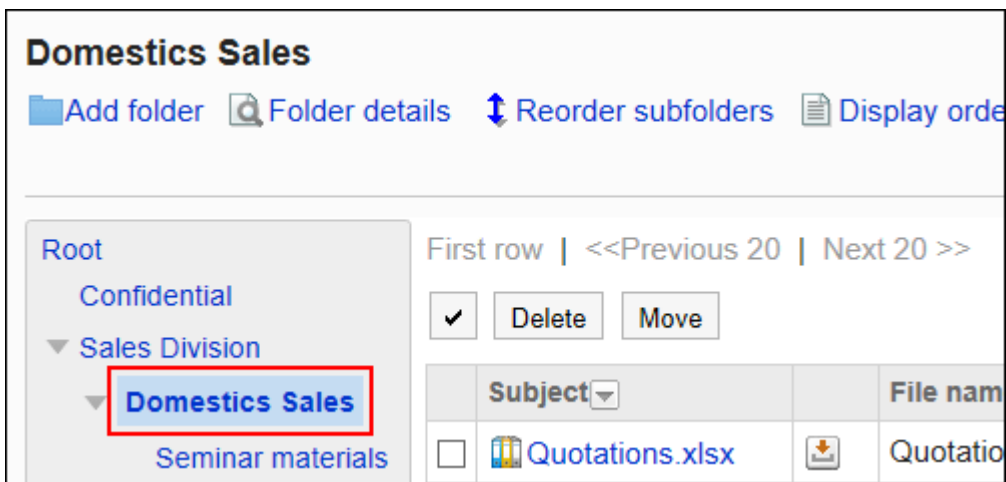 Domestics Sales
Add folder Folder details Reorder subfolders Display orde
Root
Confidential
Sales Division
Domestics Sales
Seminar materials
First row | <<Previous 20 | Next 20 >>
Delete Move
Subject File nam
Quotations.xlsx Quotatio